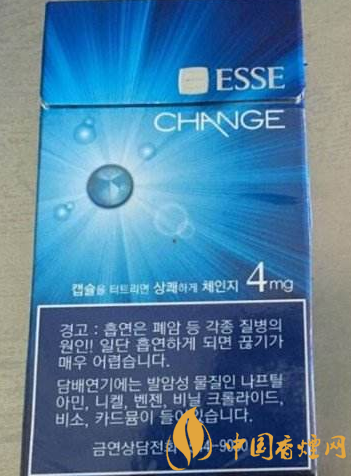 ESSE
CHANGE
캡슐을 터트리면 상쾌하게 체인지 4mg
경고 : 흡연은 폐암 등 각종 질병의
원인! 일단 흡연하게 되면 끊기가
매우 어렵습니다.
담배연기에는 발암성 물질인 나프틸
아민, 니켈, 벤젠, 비닐 크롤라이드,
비소, 카드뮴이 들어있습니다.
금연상담전화
中国香烟网